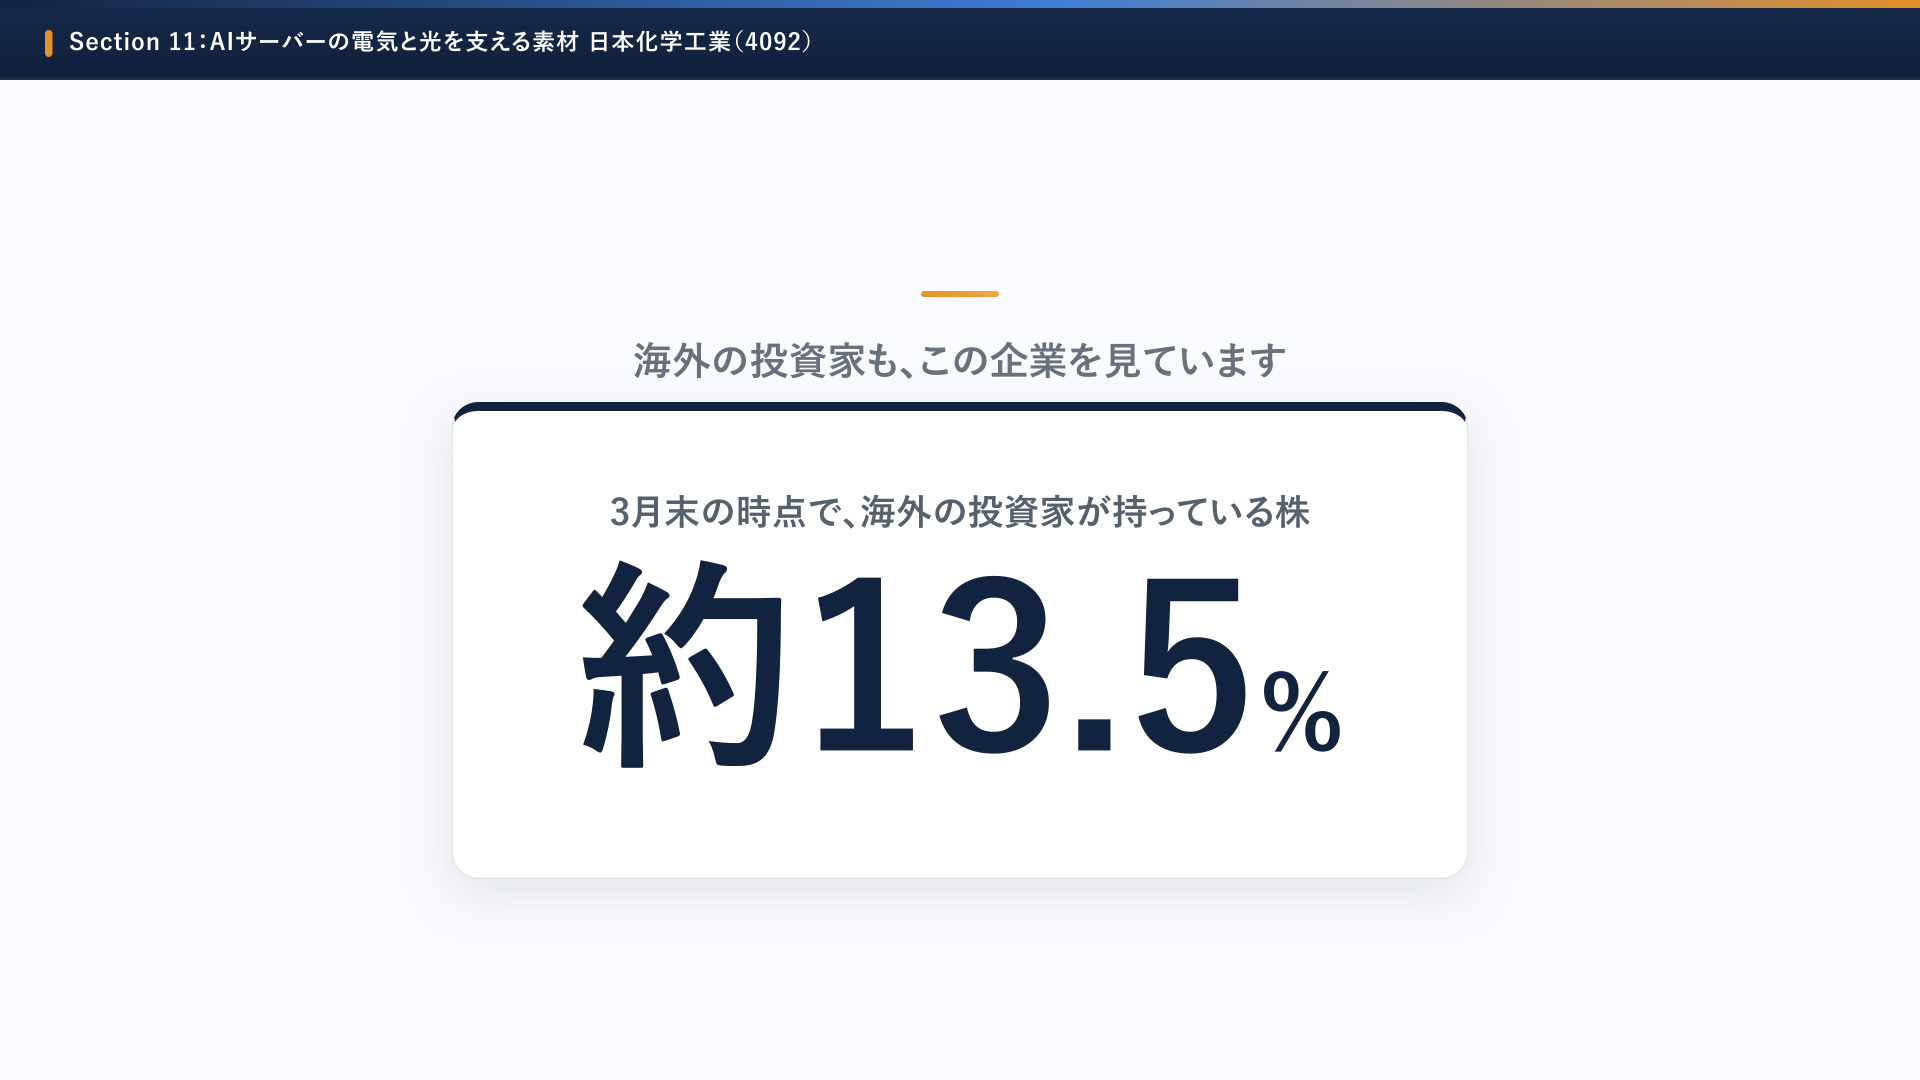 Section 11：AIサーバーの電気と光を支える素材 日本化学工業（4092）
海外の投資家も、この企業を見ています
3月末の時点で、海外の投資家が持っている株
約13.5%